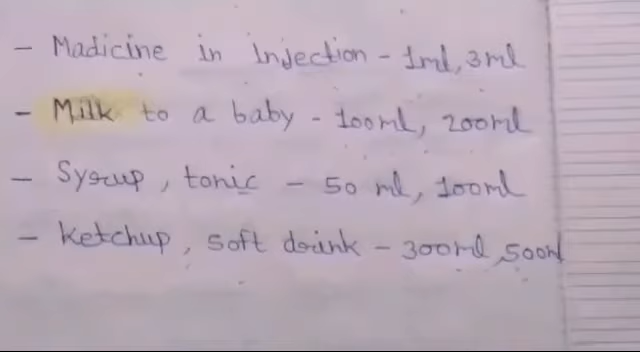 - Madicine in injection - 1ml, 3ml
- Milk to a baby - 100ml, 200ml
- Syrup, tonic - 50 ml, 100ml
- Ketchup, soft drink - 300ml, 500ml